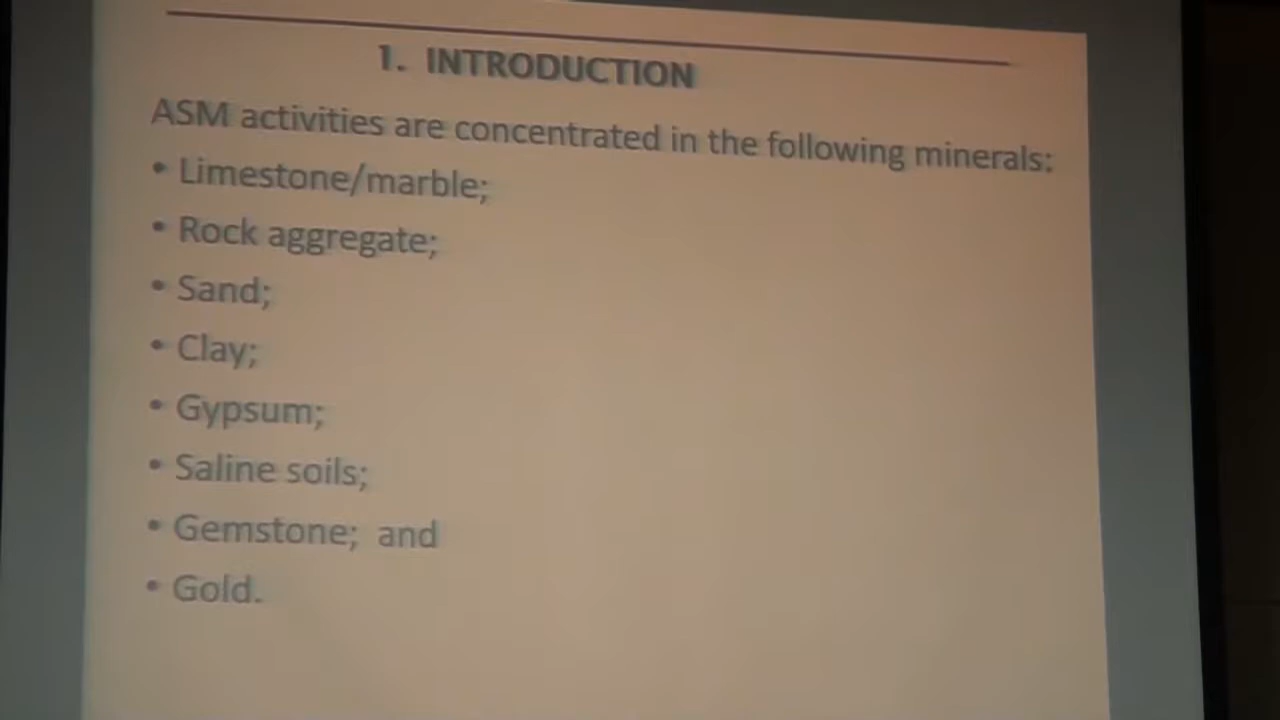 1. INTRODUCTION
ASM activities are concentrated in the following minerals:
• Limestone/marble;
• Rock aggregate;
• Sand;
• Clay;
• Gypsum;
• Saline soils;
• Gemstone; and
• Gold.